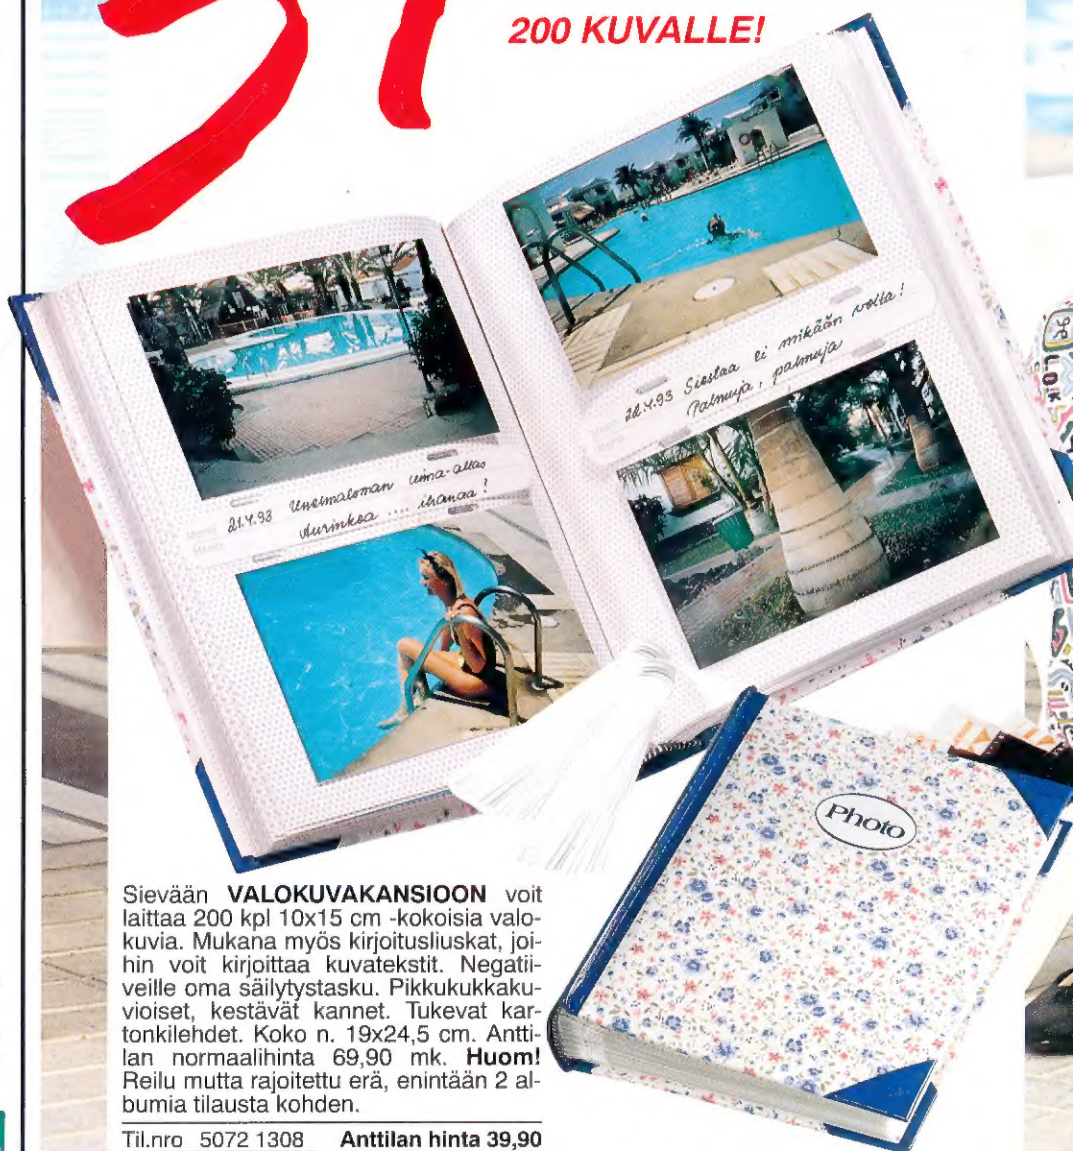 200 KUVALLE!
21.4.93 Unelmaloman uima-allas
Aurinkoa .... ihanaa!
22.4.93 Siestaa ei mikään voita!
Palmuja, palmuja
Photo
Sievään VALOKUVAKANSIOON voit
laittaa 200 kpl 10x15 cm -kokoisia valo-
kuvia. Mukana myös kirjoitusliuskat, joi-
hin voit kirjoittaa kuvatekstit. Negatii-
veille oma säilytystasku. Pikkukukkaku-
vioiset, kestävät kannet. Tukevat kar-
tonkilehdet. Koko n. 19x24,5 cm. Antti-
lan normaalihinta 69,90 mk. Huom!
Reilu mutta rajoitettu erä, enintään 2 al-
bumia tilausta kohden.
Til.nro 5072 1308 Anttilan hinta 39,90